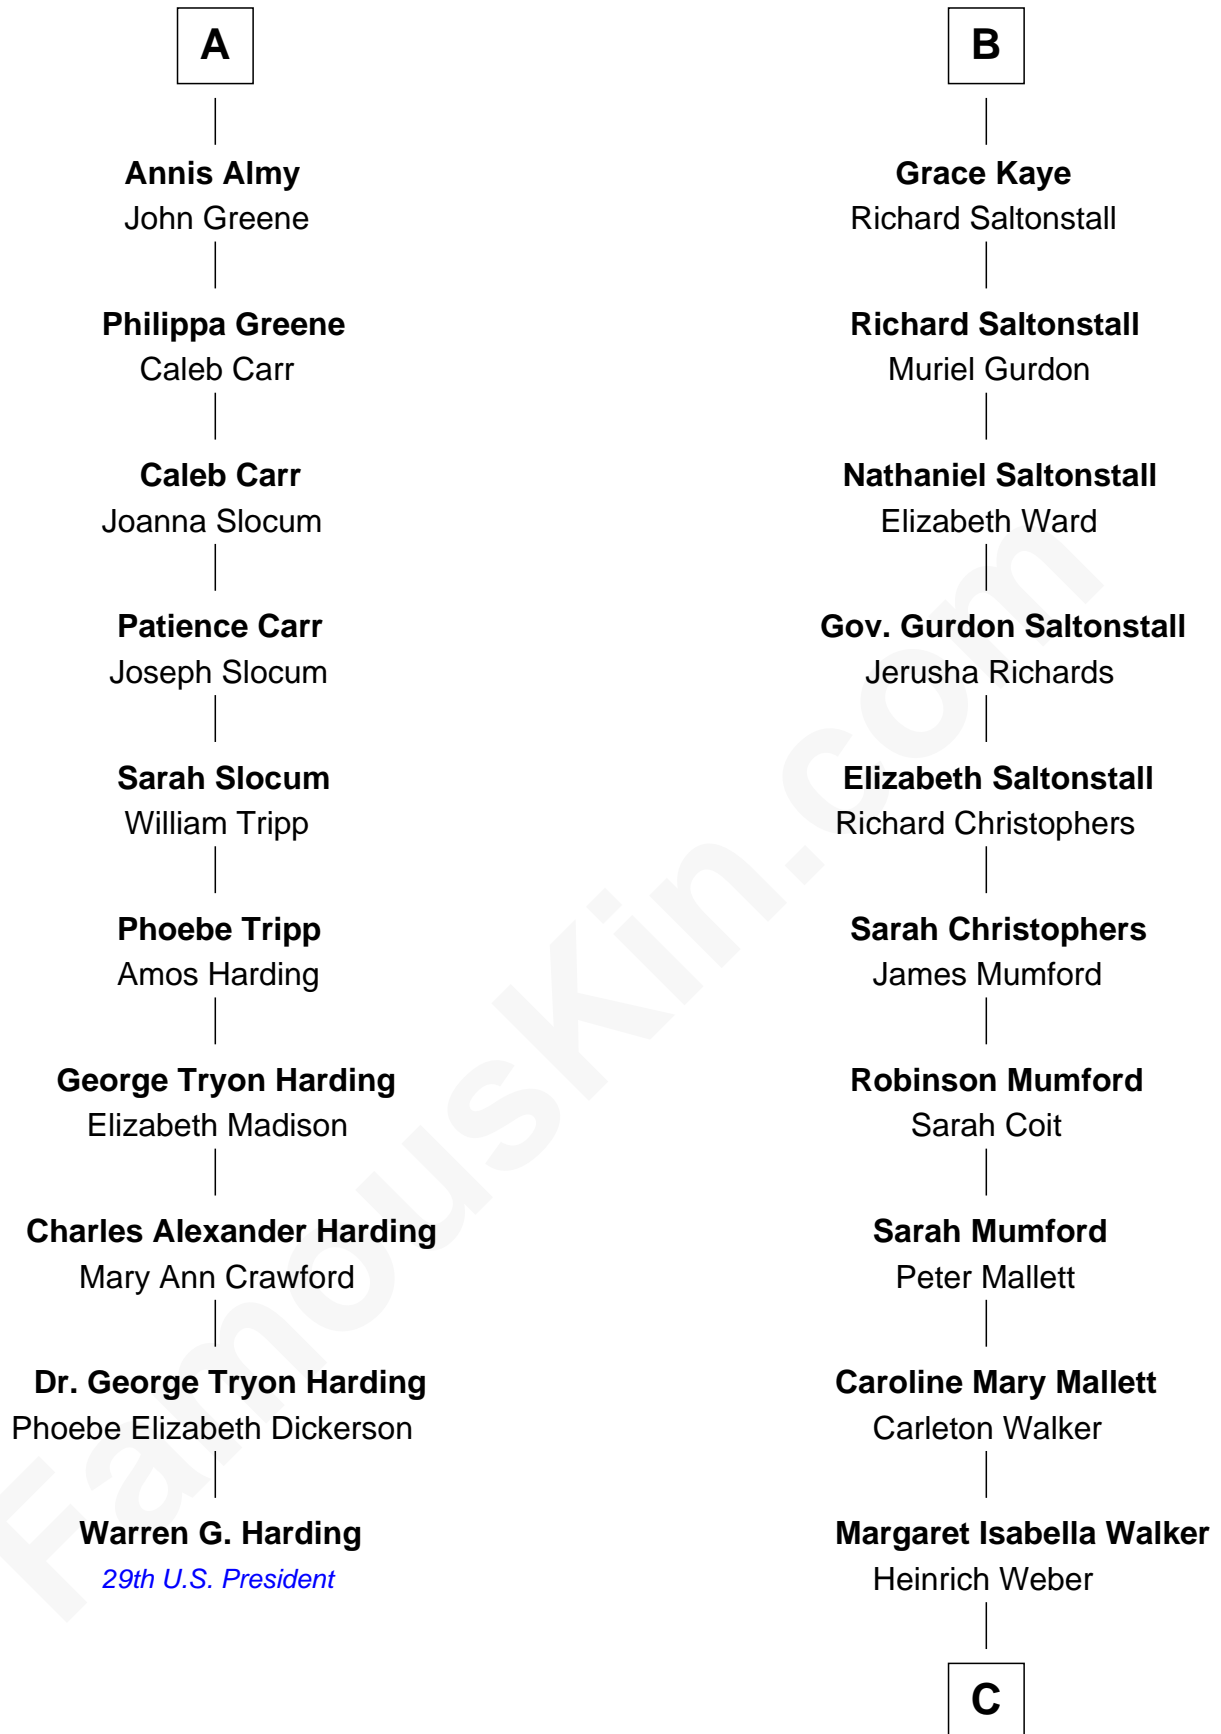 A
Annis Almy
John Greene
Philippa Greene
Caleb Carr
Caleb Carr
Joanna Slocum
Patience Carr
Joseph Slocum
Sarah Slocum
William Tripp
Phoebe Tripp
Amos Harding
George Tryon Harding
Elizabeth Madison
Charles Alexander Harding
Mary Ann Crawford
Dr. George Tryon Harding
Phoebe Elizabeth Dickerson
Warren G. Harding
29th U.S. President
B
Grace Kaye
Richard Saltonstall
Richard Saltonstall
Muriel Gurdon
Nathaniel Saltonstall
Elizabeth Ward
Gov. Gurdon Saltonstall
Jerusha Richards
Elizabeth Saltonstall
Richard Christophers
Sarah Christophers
James Mumford
Robinson Mumford
Sarah Coit
Sarah Mumford
Peter Mallett
Caroline Mary Mallett
Carleton Walker
Margaret Isabella Walker
Heinrich Weber
C
FamousKin.com